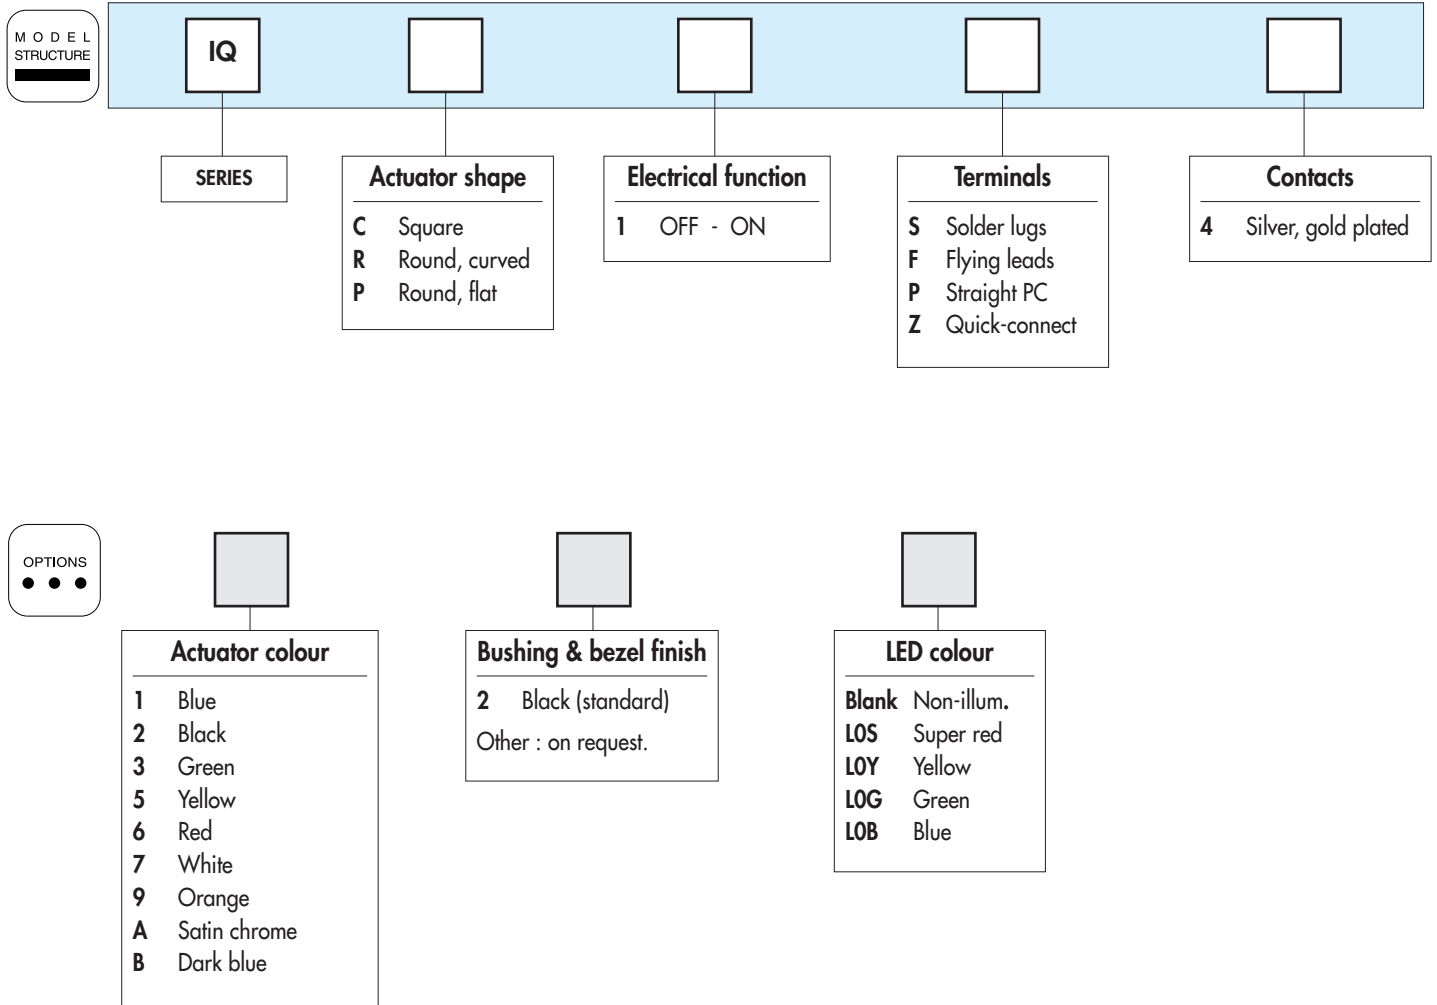 MODEL
STRUCTURE
IQ
SERIES
Actuator shape
C Square
R Round, curved
P Round, flat
Electrical function
1 OFF - ON
Terminals
S Solder lugs
F Flying leads
P Straight PC
Z Quick-connect
Contacts
4 Silver, gold plated
OPTIONS
Actuator colour
1 Blue
2 Black
3 Green
5 Yellow
6 Red
7 White
9 Orange
A Satin chrome
B Dark blue
Bushing & bezel finish
2 Black (standard)
Other : on request.
LED colour
Blank Non-illum.
L0S Super red
L0Y Yellow
L0G Green
L0B Blue